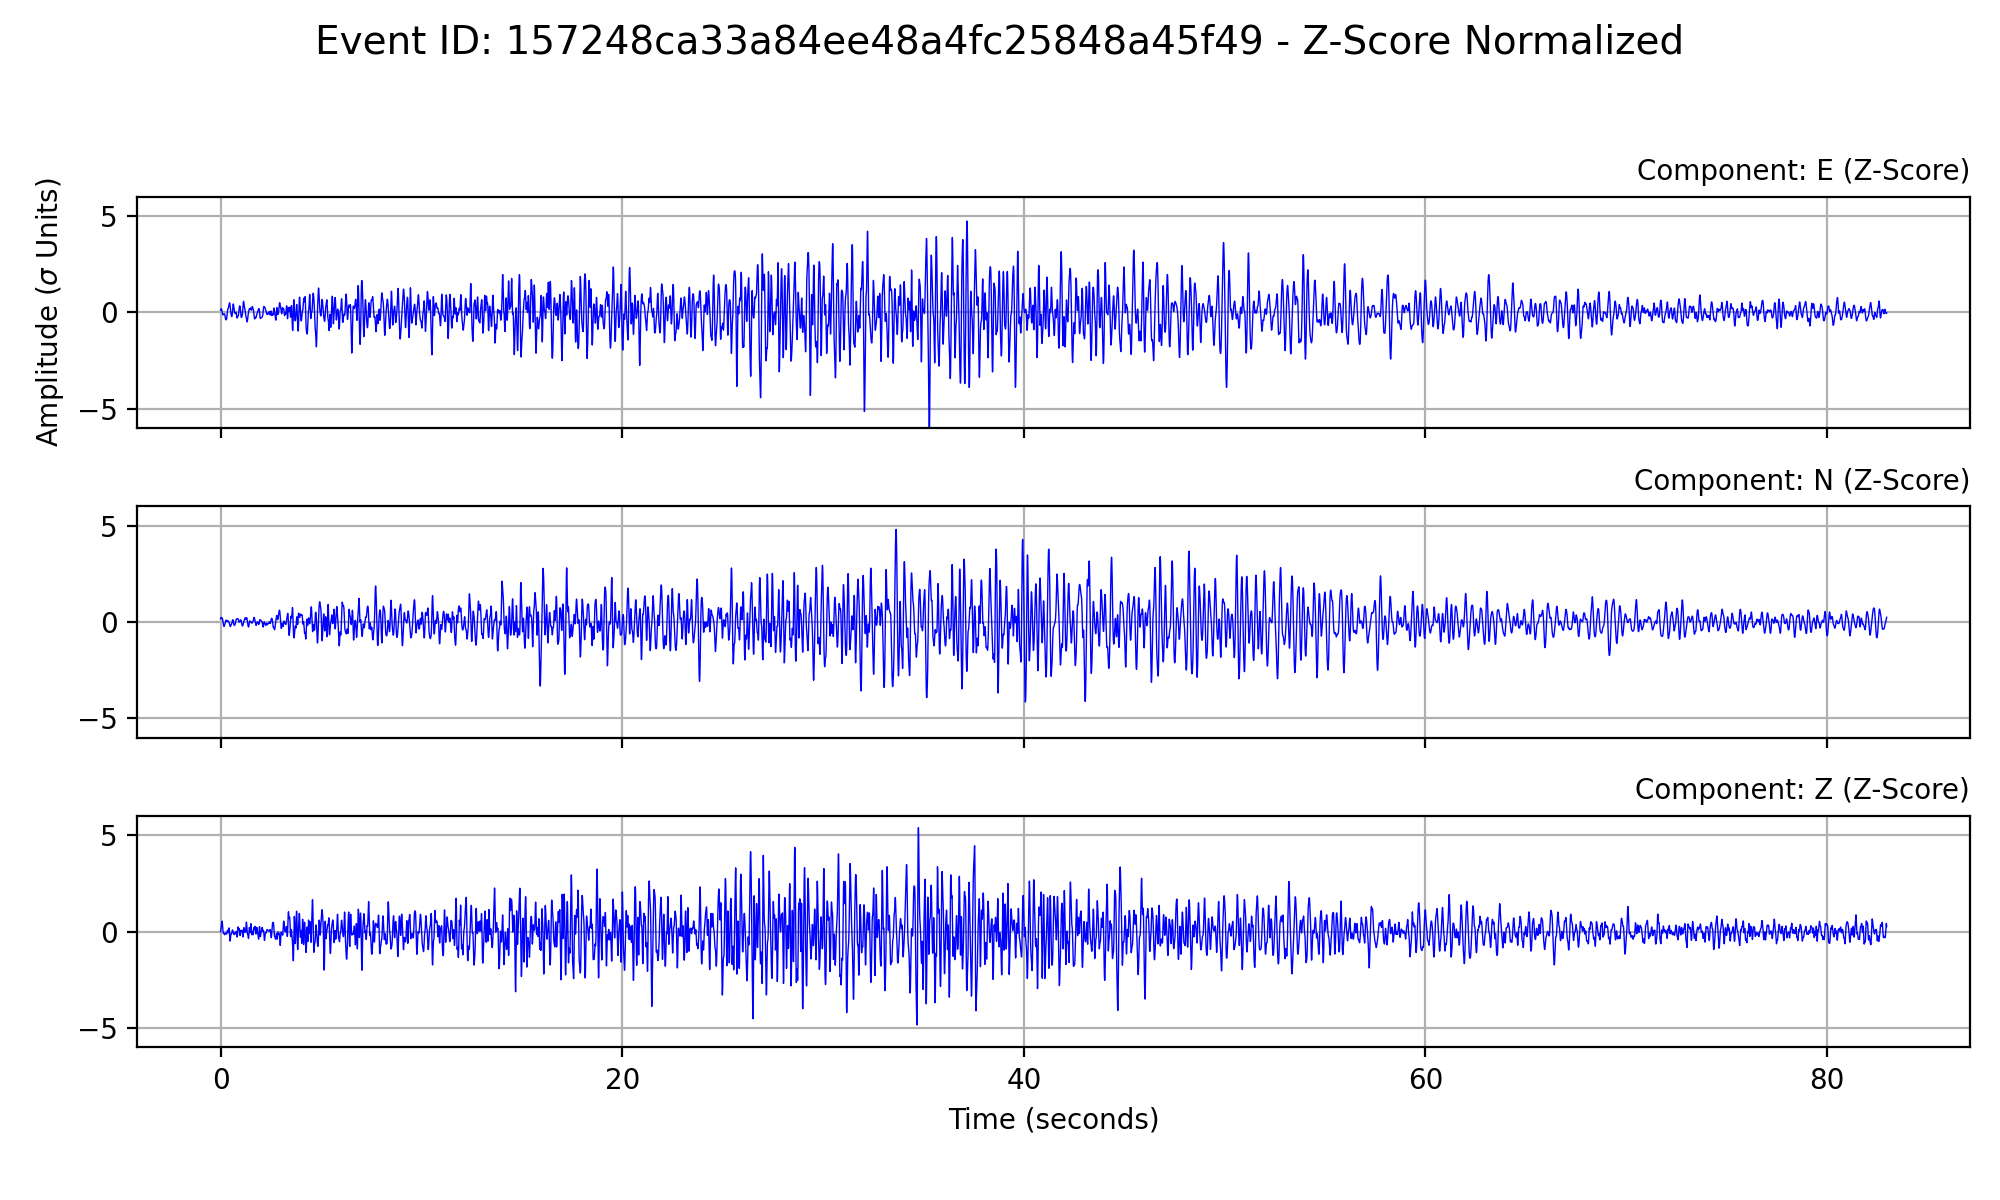 Event ID: 157248ca33a84ee48a4fc25848a45f49 - Z-Score Normalized
Component: E (Z-Score)
Amplitude (σ Units)
5
0
−5
Component: N (Z-Score)
5
0
−5
Component: Z (Z-Score)
5
0
−5
0 20 40 60 80
Time (seconds)